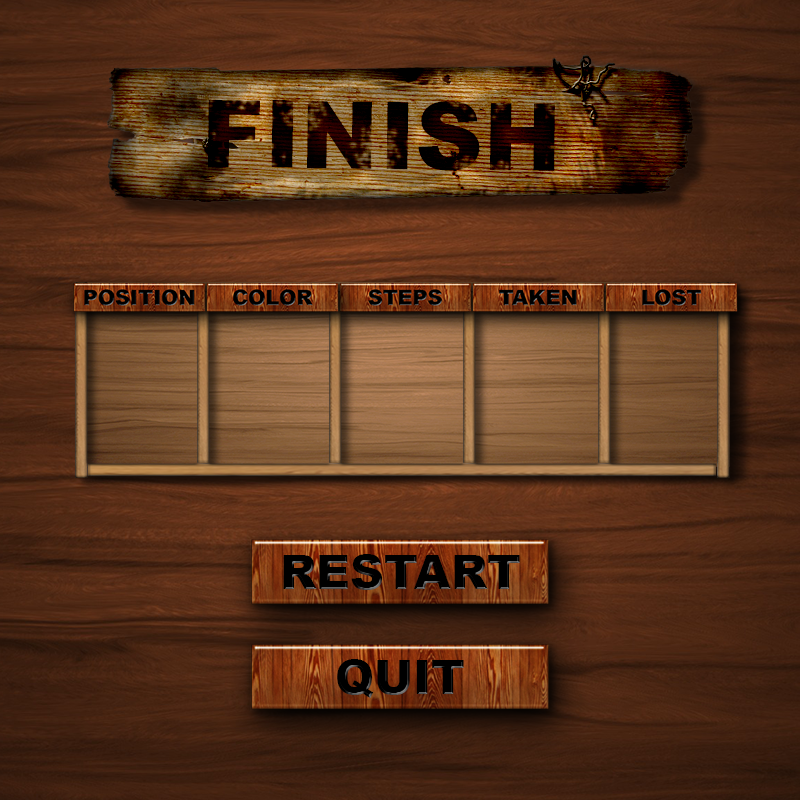 FINISH
POSITION COLOR STEPS TAKEN LOST
RESTART
QUIT